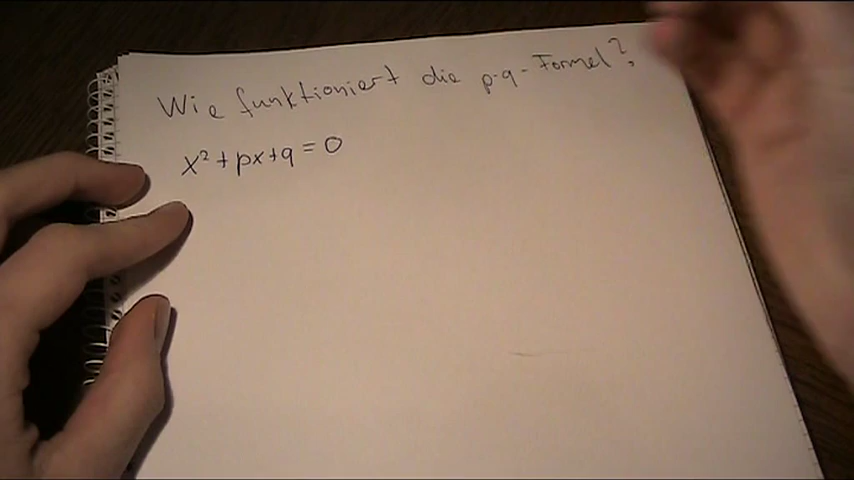 Wie funktioniert die p-q-Formel?
x² + px + q = 0